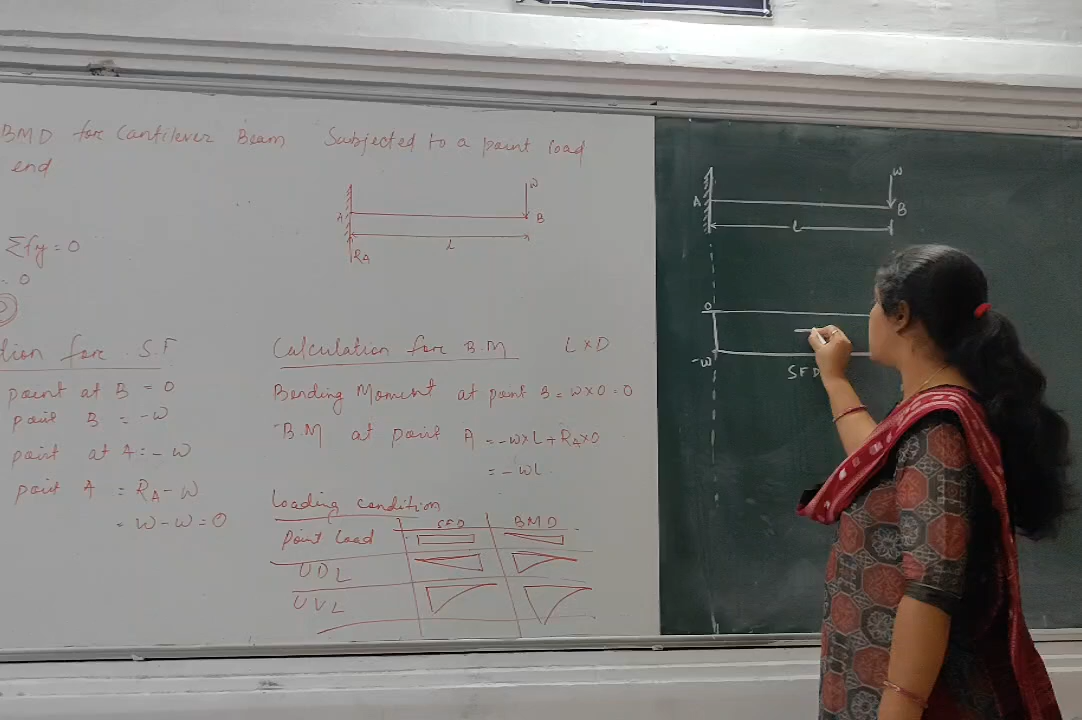 BMD for Cantilever Beam Subjected to a point load
end
W
A
B
L
RA
Σfy = 0
. 0
tion for S.F
point at B = 0
point B = -W
point at A : - W
point A = RA - W
= W - W = 0
Calculation for B.M L X D
Bending Moment at point B = W X 0 = 0
B.M at point A = -W X L + RA X 0
= - WL
Loading condition
SFD BMD
Point Load
UDL
UVL
W
A
B
L
0
-W
SFD